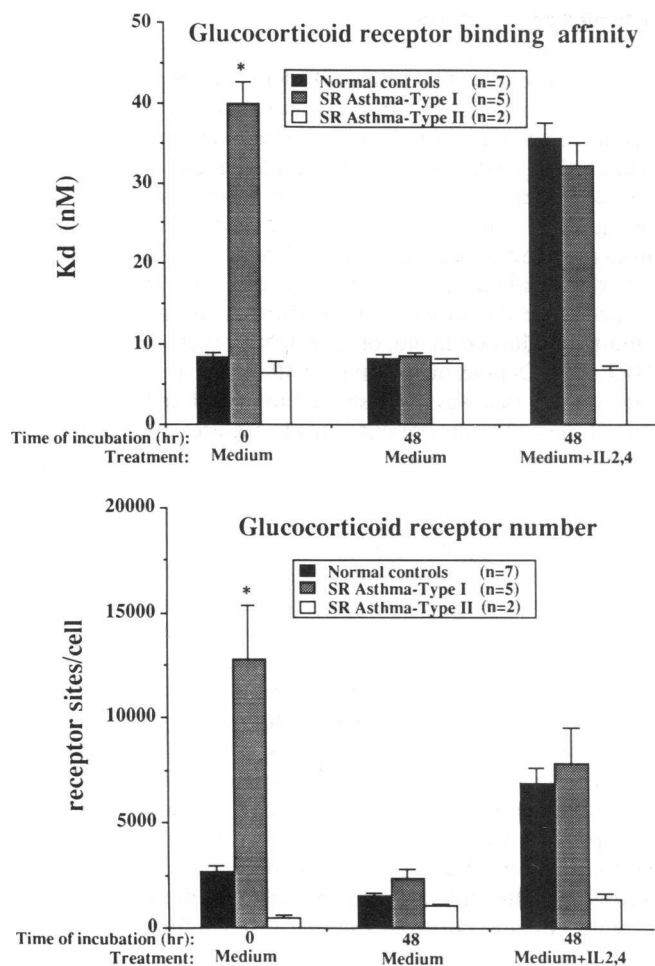 Glucocorticoid receptor binding affinity
50
40
30
20
10
0
Kd (nM)
*
Normal controls (n=7)
SR Asthma-Type I (n=5)
SR Asthma-Type II (n=2)
Time of incubation (hr): 0 48 48
Treatment: Medium Medium Medium+IL2,4
Glucocorticoid receptor number
20000
15000
10000
5000
0
receptor sites/cell
*
Normal controls (n=7)
SR Asthma-Type I (n=5)
SR Asthma-Type II (n=2)
Time of incubation (hr): 0 48 48
Treatment: Medium Medium Medium+IL2,4